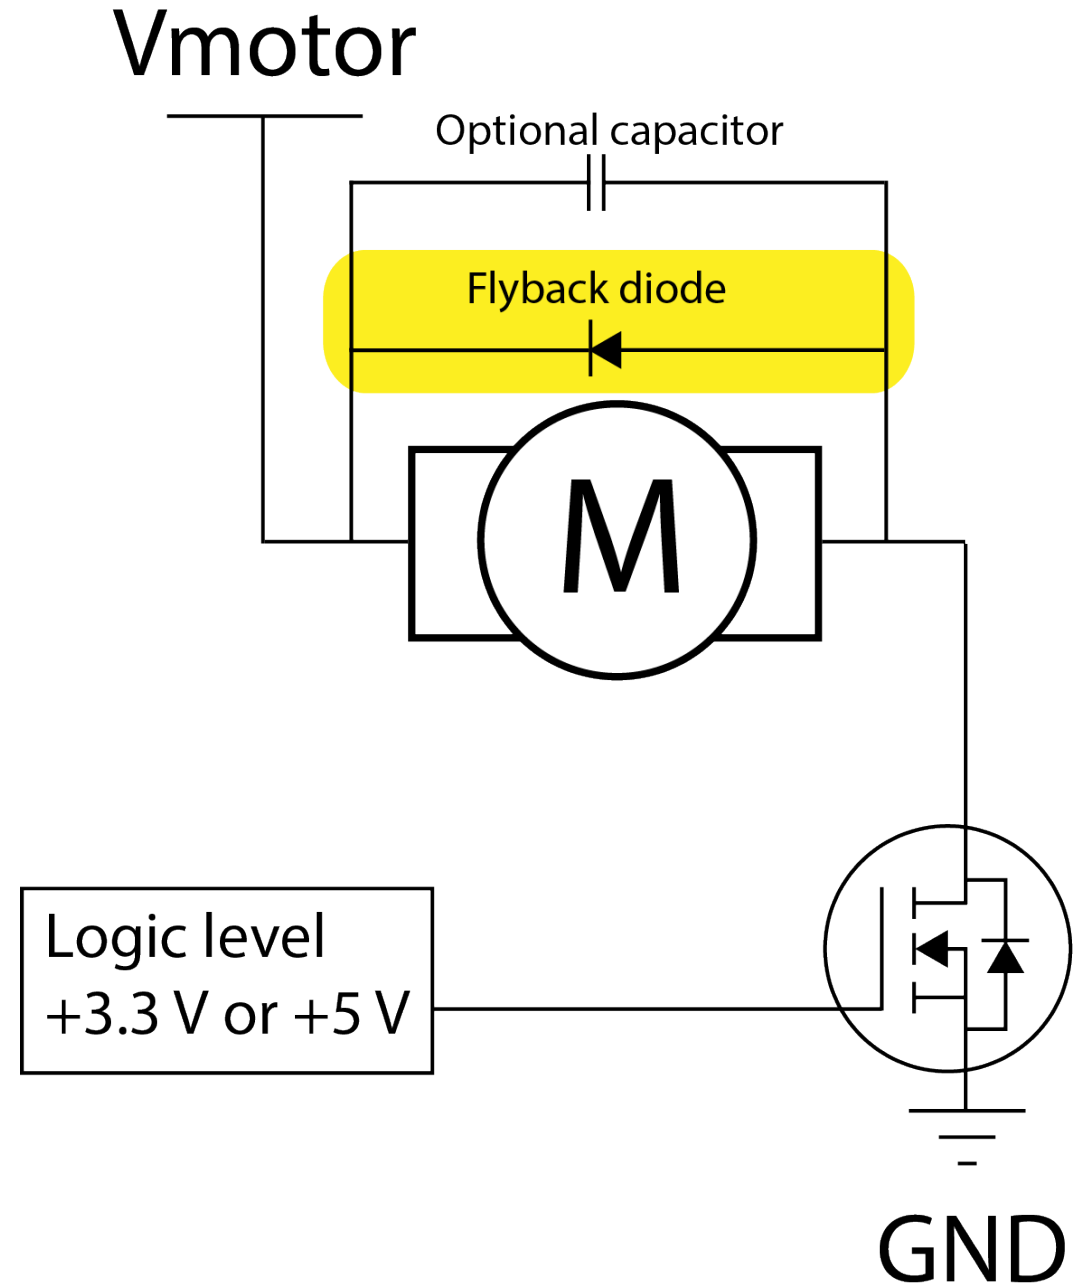 Vmotor
Optional capacitor
Flyback diode
M
Logic level
+3.3 V or +5 V
GND